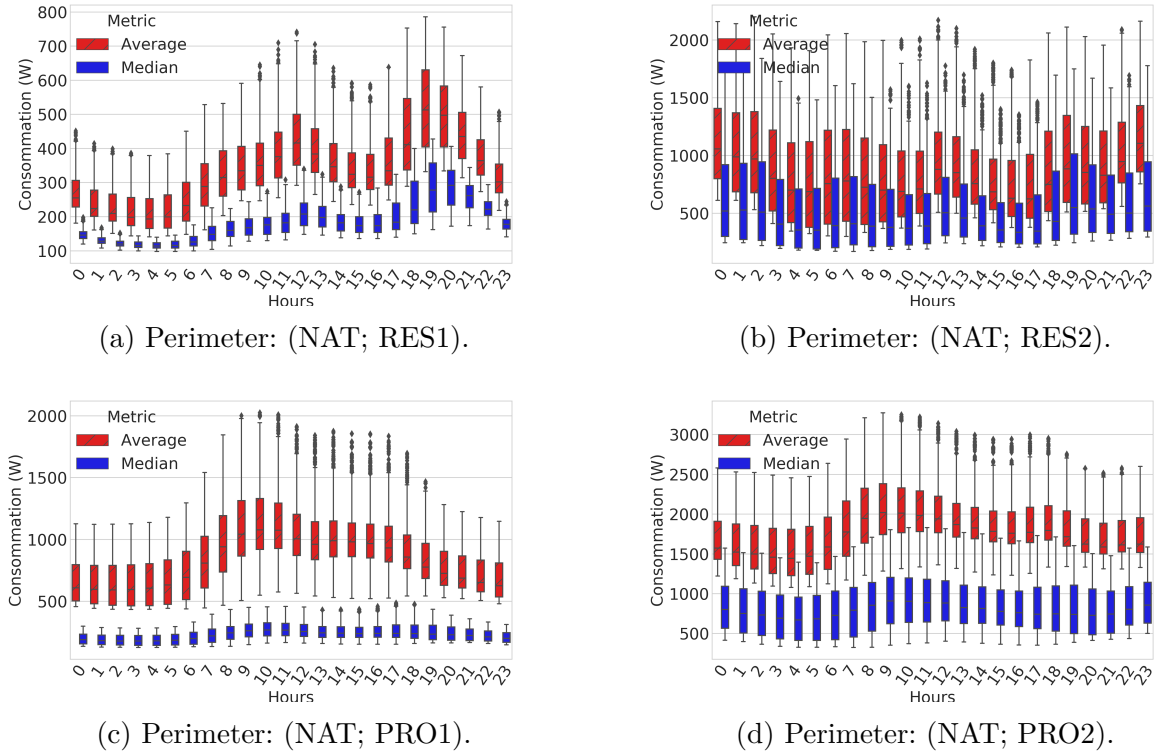 Metric
Average
Median
800
700
600
500
400
300
200
100
Consommation (W)
0 1 2 3 4 5 6 7 8 9 10 11 12 13 14 15 16 17 18 19 20 21 22 23
Hours
(a) Perimeter: (NAT; RES1).
Metric
Average
Median
2000
1500
1000
500
Consommation (W)
0 1 2 3 4 5 6 7 8 9 10 11 12 13 14 15 16 17 18 19 20 21 22 23
Hours
(b) Perimeter: (NAT; RES2).
Metric
Average
Median
2000
1500
1000
500
Consommation (W)
0 1 2 3 4 5 6 7 8 9 10 11 12 13 14 15 16 17 18 19 20 21 22 23
Hours
(c) Perimeter: (NAT; PRO1).
Metric
Average
Median
3000
2500
2000
1500
1000
500
Consommation (W)
0 1 2 3 4 5 6 7 8 9 10 11 12 13 14 15 16 17 18 19 20 21 22 23
Hours
(d) Perimeter: (NAT; PRO2).